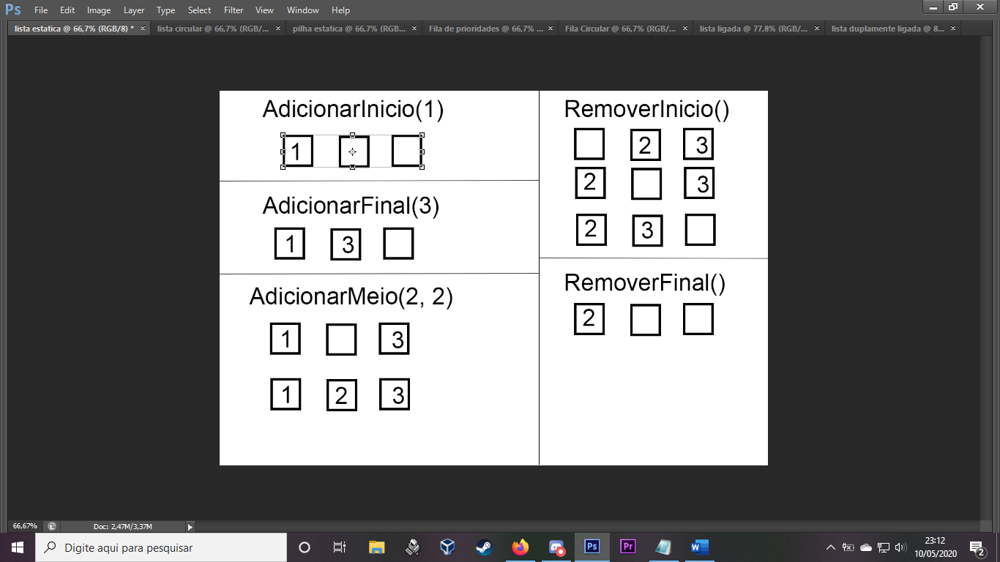 Ps File Edit Image Layer Type Select Filter View Window Help
lista estatica @ 66,7% (RGB/8) * × lista circular @ 66,7% (RGB/... × pilha estatica @ 66,7% (RGB... × Fila de prioridades @ 66,7% ... × Fila Circular @ 66,7% (RGB/... × lista ligada @ 77,8% (RGB/... × lista duplamente ligada @ 8... ×
AdicionarInicio(1)
1
AdicionarFinal(3)
1 3
AdicionarMeio(2, 2)
1 3
1 2 3
RemoverInicio()
2 3
2 3
2 3
RemoverFinal()
2
66,67% Doc: 2,47M/3,37M
Digite aqui para pesquisar
Ps Pr W
23:12
10/05/2020
2